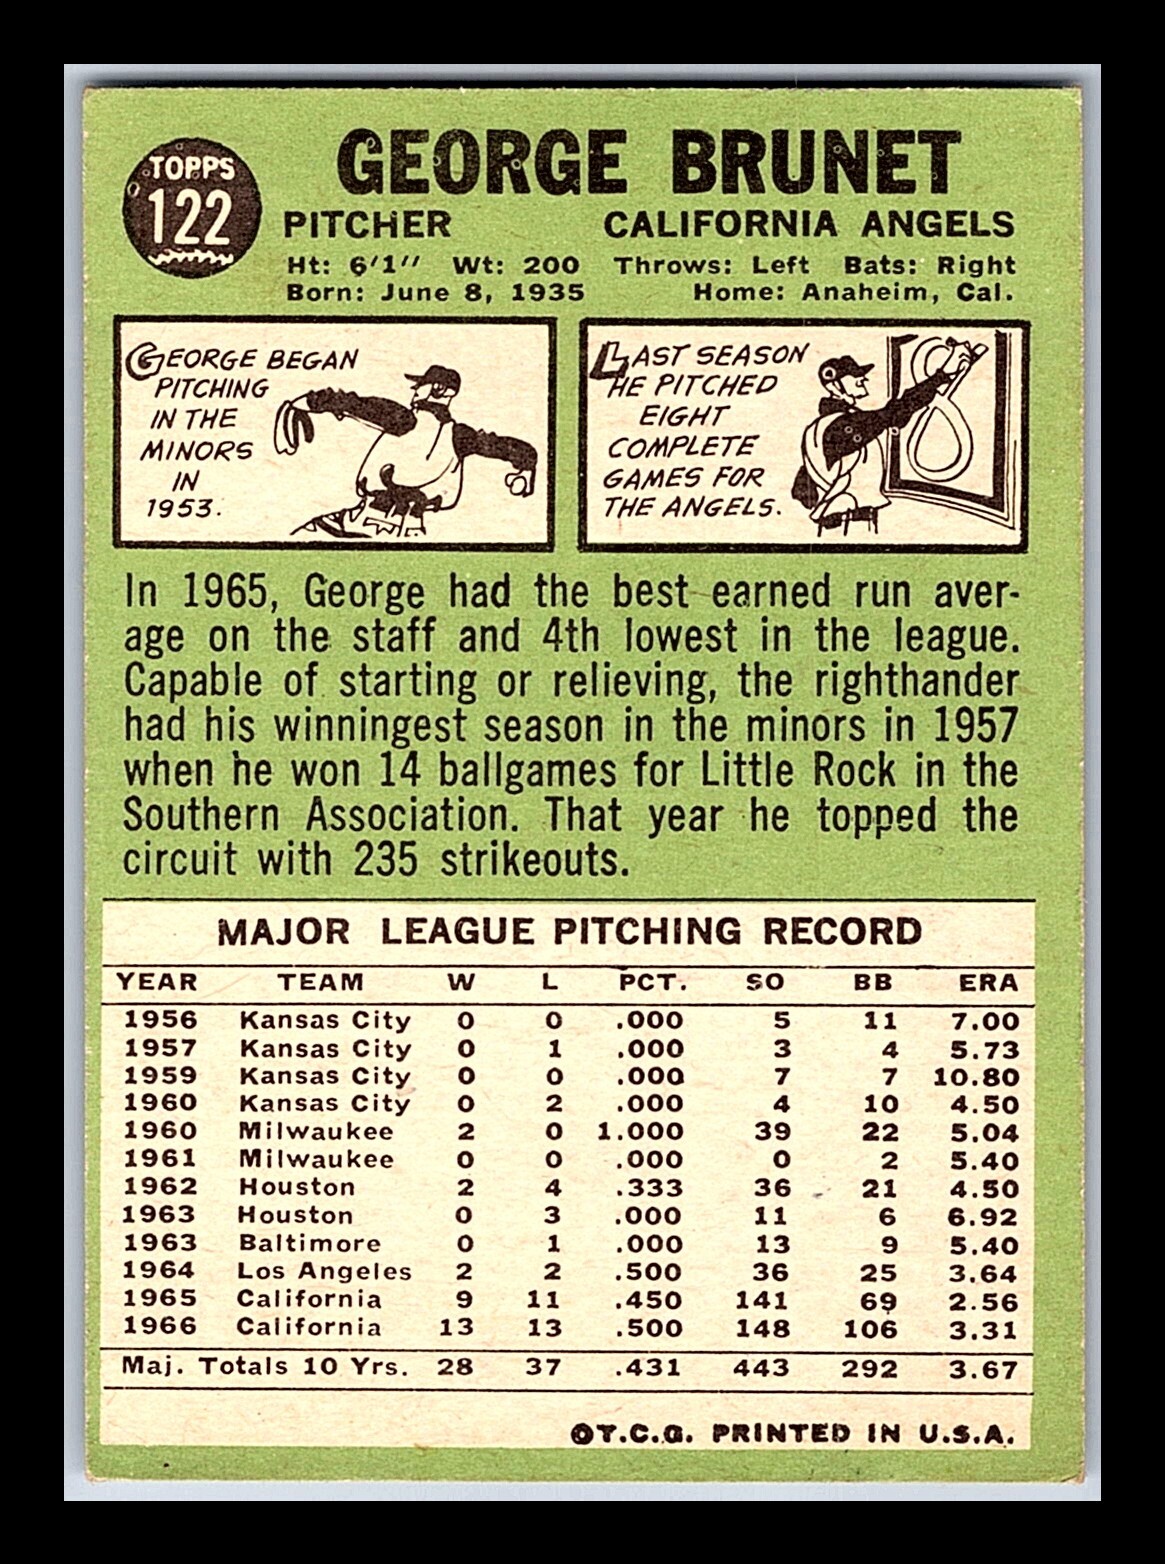 TOPPS
122
GEORGE BRUNET
PITCHER CALIFORNIA ANGELS
Ht: 6'1" Wt: 200 Throws: Left Bats: Right
Born: June 8, 1935 Home: Anaheim, Cal.
GEORGE BEGAN
PITCHING
IN THE
MINORS
IN
1953.
LAST SEASON
HE PITCHED
EIGHT
COMPLETE
GAMES FOR
THE ANGELS.
In 1965, George had the best earned run aver-
age on the staff and 4th lowest in the league.
Capable of starting or relieving, the righthander
had his winningest season in the minors in 1957
when he won 14 ballgames for Little Rock in the
Southern Association. That year he topped the
circuit with 235 strikeouts.
MAJOR LEAGUE PITCHING RECORD
YEAR TEAM W L PCT. SO BB ERA
1956 Kansas City 0 0 .000 5 11 7.00
1957 Kansas City 0 1 .000 3 4 5.73
1959 Kansas City 0 0 .000 7 7 10.80
1960 Kansas City 0 2 .000 4 10 4.50
1960 Milwaukee 2 0 1.000 39 22 5.04
1961 Milwaukee 0 0 .000 0 2 5.40
1962 Houston 2 4 .333 36 21 4.50
1963 Houston 0 3 .000 11 6 6.92
1963 Baltimore 0 1 .000 13 9 5.40
1964 Los Angeles 2 2 .500 36 25 3.64
1965 California 9 11 .450 141 69 2.56
1966 California 13 13 .500 148 106 3.31
Maj. Totals 10 Yrs. 28 37 .431 443 292 3.67
©T.C.G. PRINTED IN U.S.A.